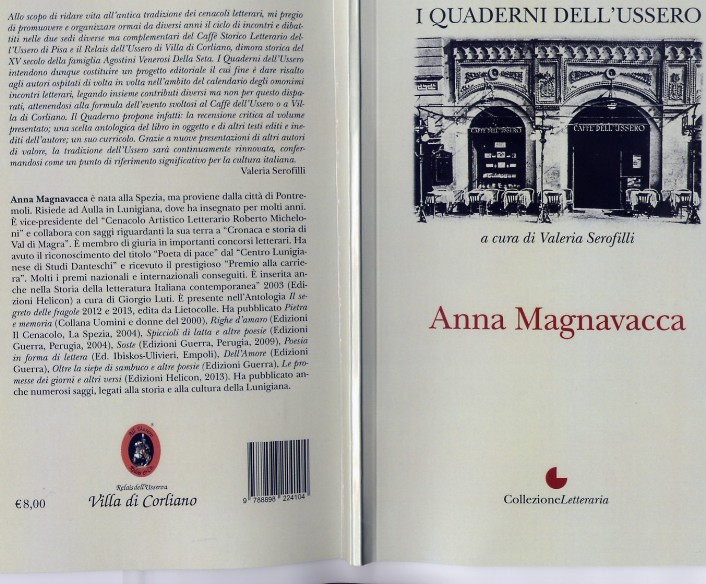 Allo scopo di ridare vita all'antica tradizione dei cenacoli letterari, mi pregio
di promuovere e organizzare ormai da diversi anni il ciclo di incontri e dibat-
titi nelle due sedi diverse ma complementari del Caffè Storico Letterario del-
l'Ussero di Pisa e il Relais dell'Ussero di Villa di Corliano, dimora storica del
XV secolo della famiglia Agostini Venerosi Della Seta. I Quaderni dell'Ussero
intendono dunque costituire un progetto editoriale il cui fine è dare risalto
agli autori ospitati di volta in volta nell'ambito del calendario degli omonimi
incontri letterari, legando insieme contributi diversi ma non per questo dispa-
rati, attenendosi alla formula dell'evento svoltosi al Caffè dell'Ussero o a Vil-
la di Corliano. Il Quaderno propone infatti: la recensione critica al volume
presentato; una scelta antologica del libro in oggetto e di altri testi editi e ine-
diti dell'autore; un suo curricolo. Grazie a nuove presentazioni di altri autori
di valore, la tradizione dell'Ussero sarà continuamente rinnovata, confer-
mandosi come un punto di riferimento significativo per la cultura italiana.
Valeria Serofilli
Anna Magnavacca è nata alla Spezia, ma proviene dalla città di Pontre-
moli. Risiede ad Aulla in Lunigiana, dove ha insegnato per molti anni.
È vice-presidente del "Cenacolo Artistico Letterario Roberto Micheloni-
ni" e collabora con saggi riguardanti la sua terra a "Cronaca e storia di
Val di Magra". È membro di giuria in importanti concorsi letterari. Ha
avuto il riconoscimento del titolo "Poeta di pace" dal "Centro Lunigia-
nese di Studi Danteschi" e ricevuto il prestigioso "Premio alla carrie-
ra". Molti i premi nazionali e internazionali conseguiti. È inserita an-
che nella Storia della letteratura Italiana contemporanea" 2003 (Edi-
zioni Helicon) a cura di Giorgio Luti. È presente nell'Antologia Il se-
greto delle fragole 2012 e 2013, edita da Lietocolle. Ha pubblicato Pietra
e memoria (Collana Uomini e donne del 2000), Righe d'amaro (Edizioni
Il Cenacolo, La Spezia, 2004), Spiccioli di latta e altre poesie (Edizioni
Guerra, Perugia, 2004), Soste (Edizioni Guerra, Perugia, 2009), Poesia
in forma di lettera (Ed. Ibiskos-Ulivieri, Empoli), Dell'Amore (Edizioni
Guerra), Oltre la siepe di sambuco e altre poesie (Edizioni Guerra), Le pro-
messe dei giorni e altri versi (Edizioni Helicon, 2013). Ha pubblicato an-
che numerosi saggi, legati alla storia e alla cultura della Lunigiana.
Relais dell'Ussero a
Villa di Corliano
€ 8,00
9 788898 224104
I QUADERNI DELL'USSERO
CAFFÈ DELL'USSERO
CAFFÈ DELL'USSERO
a cura di Valeria Serofilli
Anna Magnavacca
CollezioneLetteraria